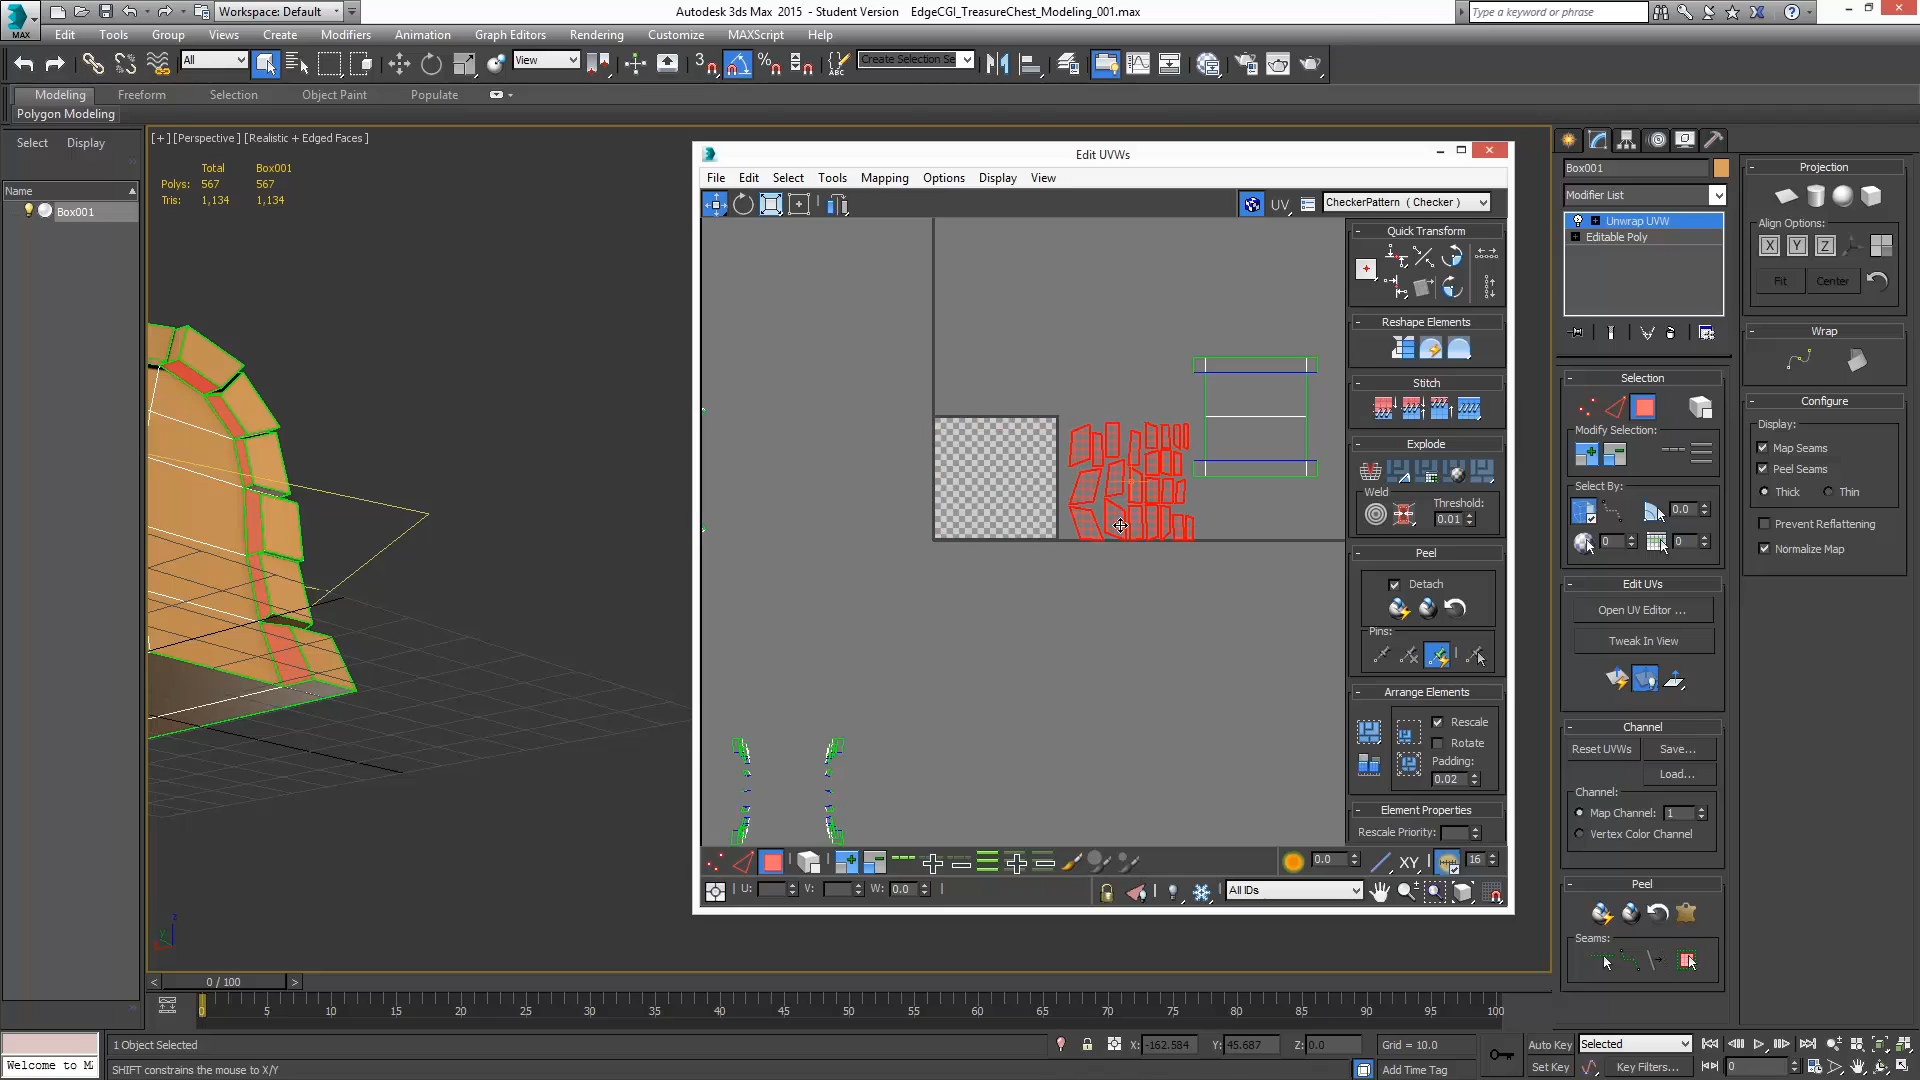 MAX
Workspace: Default
Autodesk 3ds Max 2015 - Student Version EdgeCGI_TreasureChest_Modeling_001.max
Type a keyword or phrase
Edit Tools Group Views Create Modifiers Animation Graph Editors Rendering Customize MAXScript Help
All
View
Create Selection Se
Modeling Freeform Selection Object Paint Populate
Polygon Modeling
Select Display
Name
Box001
[+] [Perspective ] [Realistic + Edged Faces ]
Total Box001
Polys: 567 567
Tris: 1,134 1,134
Edit UVWs
File Edit Select Tools Mapping Options Display View
UV
CheckerPattern ( Checker )
Quick Transform
Reshape Elements
Stitch
Explode
Weld
Threshold:
0.01
Peel
Detach
Pins:
Arrange Elements
Rescale
Rotate
Padding:
0.02
Element Properties
Rescale Priority:
0.0
XY
16
U: V: W: 0.0
All IDs
Box001
Modifier List
Unwrap UVW
Editable Poly
Selection
Modify Selection:
Select By:
0.0
0
0
Edit UVs
Open UV Editor ...
Tweak In View
Channel
Reset UVWs Save...
Load...
Channel:
Map Channel: 1
Vertex Color Channel
Peel
Seams:
Projection
Align Options:
X Y Z
Fit Center
Wrap
Configure
Display:
Map Seams
Peel Seams
Thick Thin
Prevent Reflattening
Normalize Map
< 0 / 100 >
0 5 10 15 20 25 30 35 40 45 50 55 60 65 70 75 80 85 90 95 100
1 Object Selected
X: -162.584 Y: 45.687 Z: 0.0 Grid = 10.0
Auto Key Selected
Welcome to M
SHIFT constrains the mouse to X/Y
Add Time Tag
Set Key Key Filters...
0